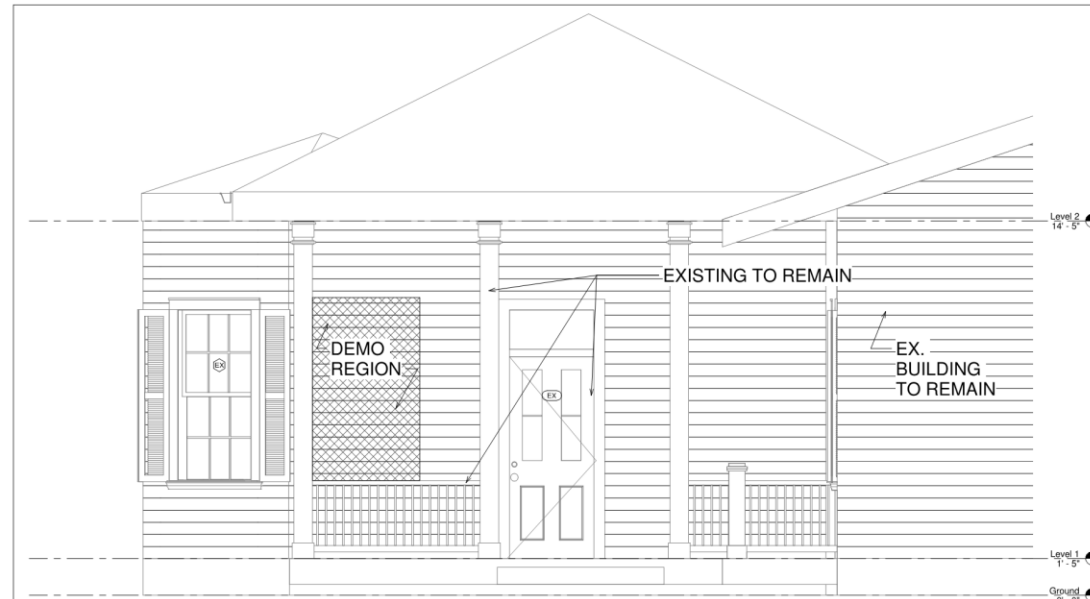 Level 2
14' - 5"
EXISTING TO REMAIN
DEMO
REGION
EX.
BUILDING
TO REMAIN
EX
EX
Level 1
1' - 5"
Ground